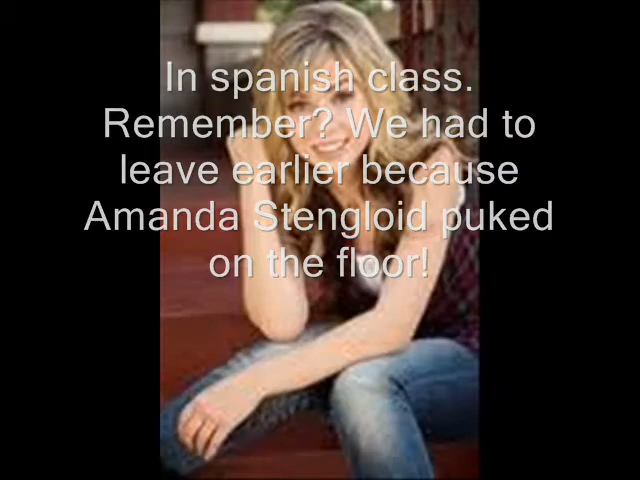 In spanish class.
Remember? We had to
leave earlier because
Amanda Stengloid puked
on the floor!